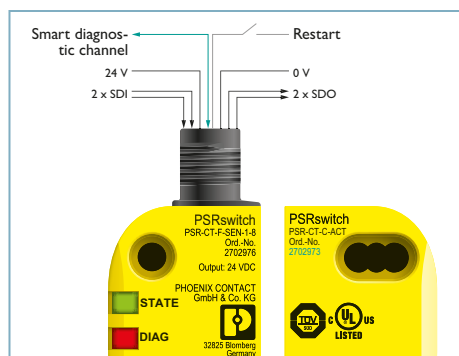 Smart diagnos-
tic channel
Restart
24 V
0 V
2 x SDI
2 x SDO
PSRswitch
PSR-CT-F-SEN-1-8
Ord.-No.
2702976
Output: 24 VDC
PHOENIX CONTACT
GmbH & Co. KG
32825 Blomberg
Germany
STATE
DIAG
PSRswitch
PSR-CT-C-ACT
Ord.-No.
2702973
TÜV
SÜD
C UL US
LISTED